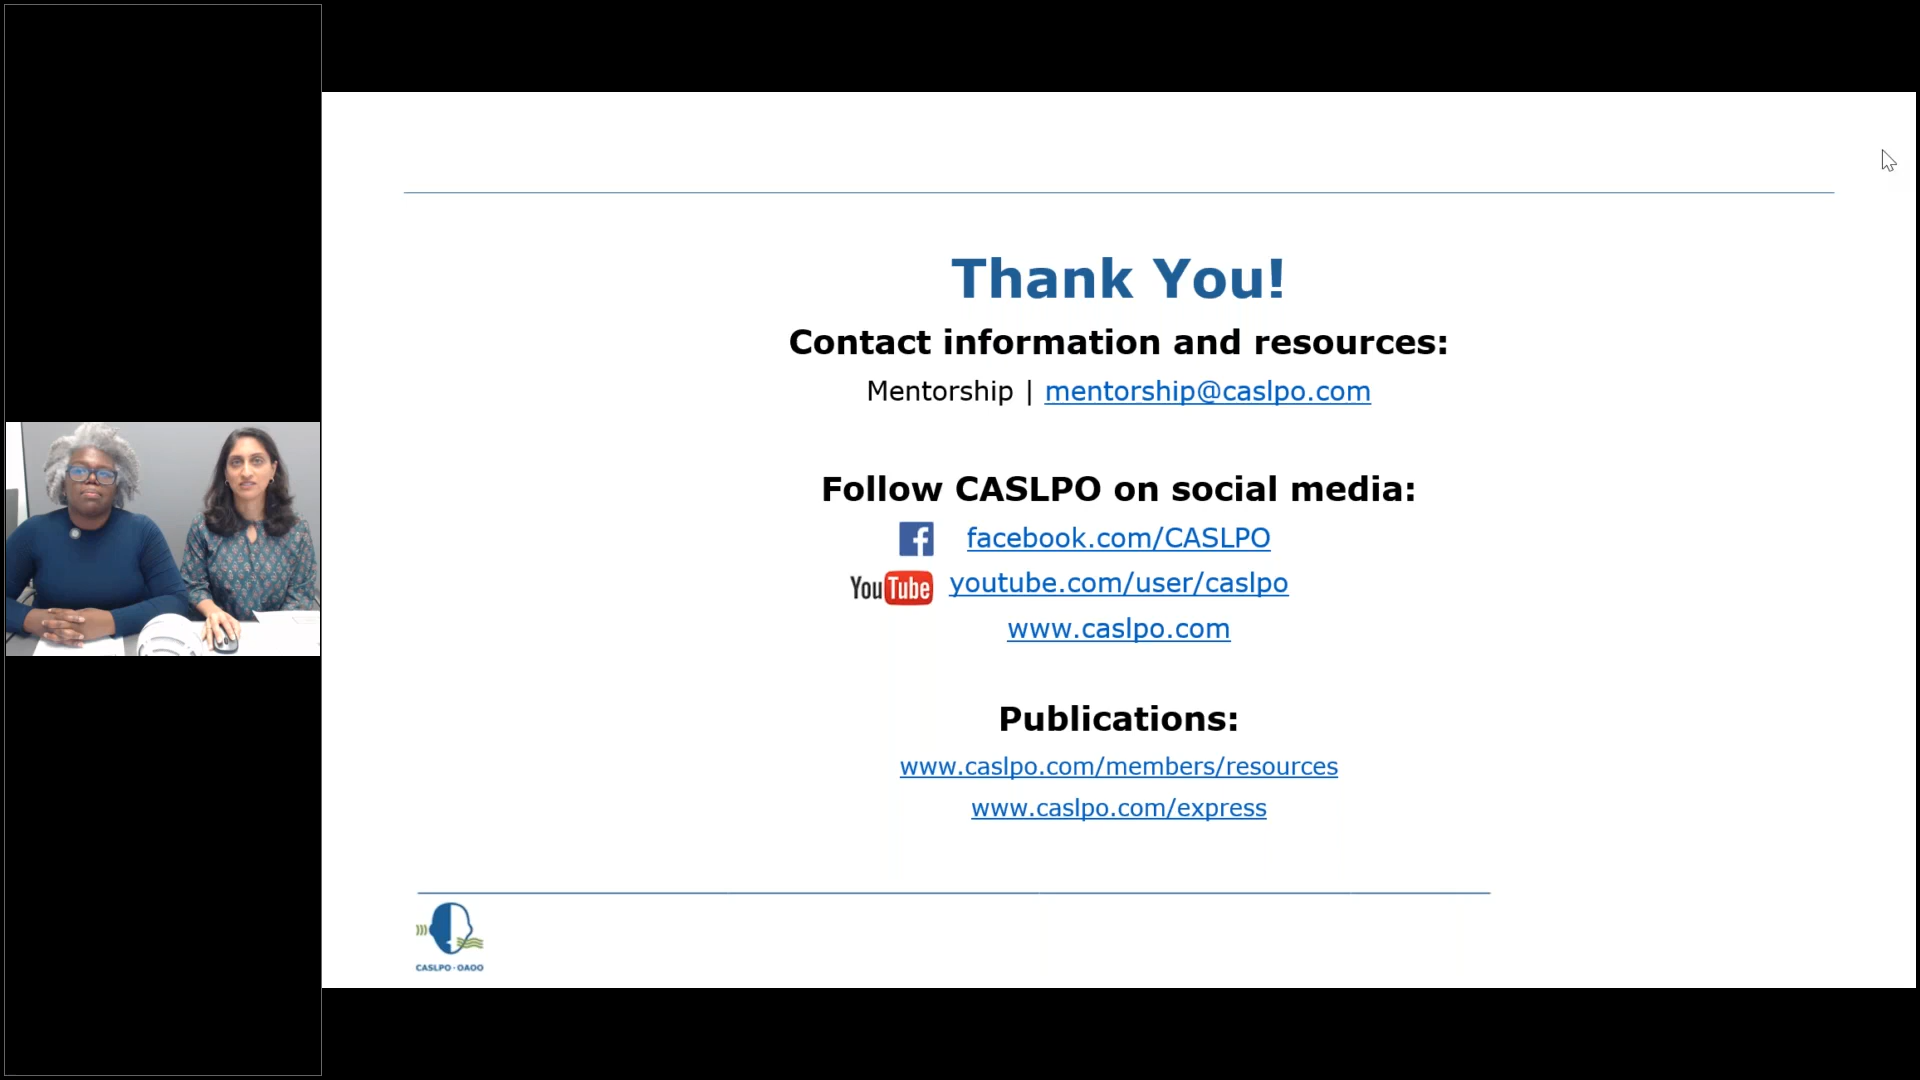 Thank You!
Contact information and resources:
Mentorship | mentorship@caslpo.com
Follow CASLPO on social media:
facebook.com/CASLPO
YouTube youtube.com/user/caslpo
www.caslpo.com
Publications:
www.caslpo.com/members/resources
www.caslpo.com/express
CASLPO · OAOO